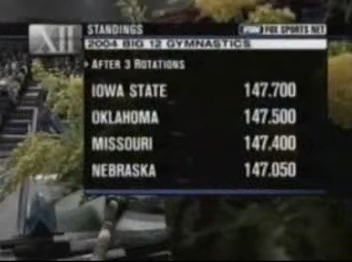 XII
STANDINGS
FOX SPORTS NET
2004 BIG 12 GYMNASTICS
AFTER 3 ROTATIONS
IOWA STATE 147.700
OKLAHOMA 147.500
MISSOURI 147.400
NEBRASKA 147.050